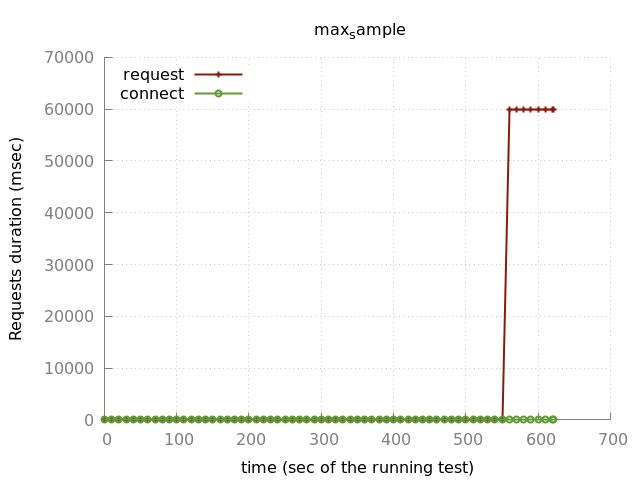 maxsample
70000
60000
50000
40000
30000
20000
10000
0
Requests duration (msec)
request
connect
0 100 200 300 400 500 600 700
time (sec of the running test)